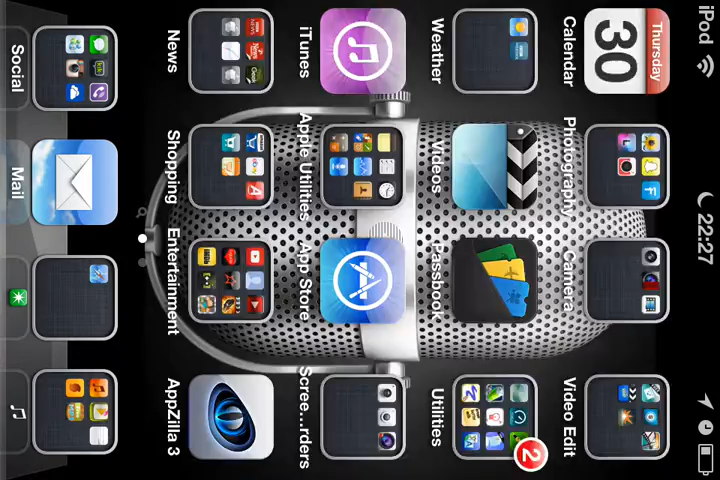 iPod 22:27
Thursday
30
Calendar Photography Camera Video Edit
Weather Videos Passbook Utilities
2
iTunes Apple Utilities App Store Scree...rders
News Shopping Entertainment AppZilla 3
Social Mail